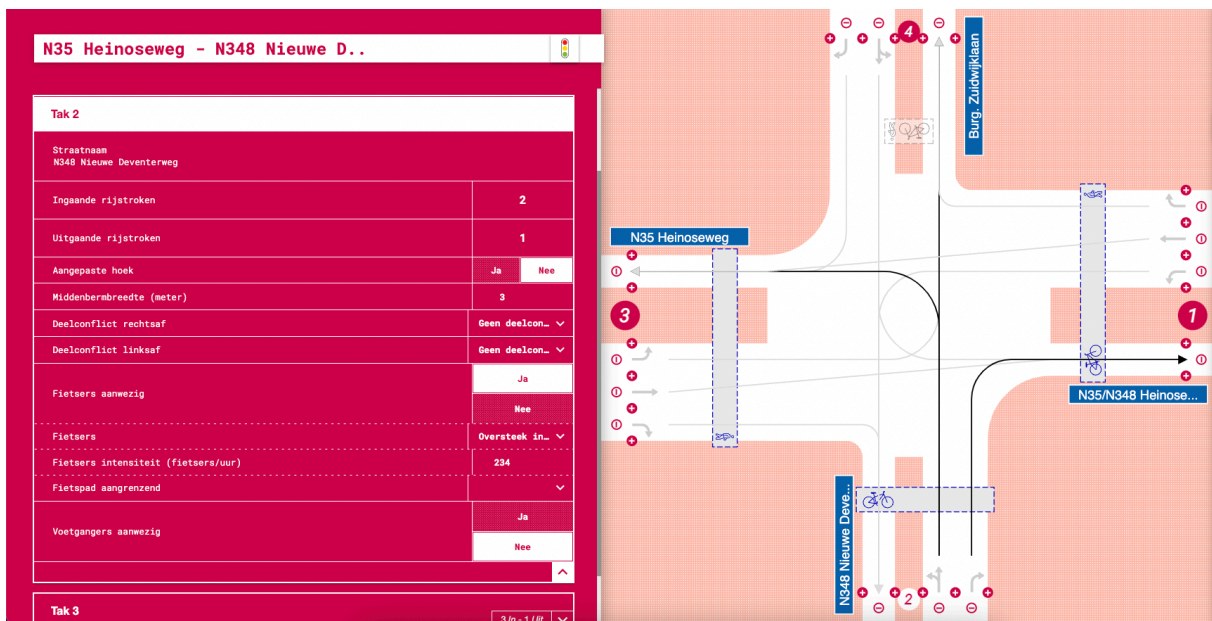 N35 Heinoseweg - N348 Nieuwe D..
Tak 2
Straatnaam
N348 Nieuwe Deventerweg
Ingaande rijstroken
2
Uitgaande rijstroken
1
Aangepaste hoek
Ja
Nee
Middenbermbreedte (meter)
3
Deelconflict rechtsaf
Geen deelcon…
Deelconflict linksaf
Geen deelcon…
Fietsers aanwezig
Ja
Nee
Fietsers
Oversteek in…
Fietsers intensiteit (fietsers/uur)
234
Fietspad aangrenzend
Voetgangers aanwezig
Ja
Nee
Tak 3
4
Burg. Zuidwijklaan
N35 Heinoseweg
3
1
N35/N348 Heinose...
N348 Nieuwe Deve...
2